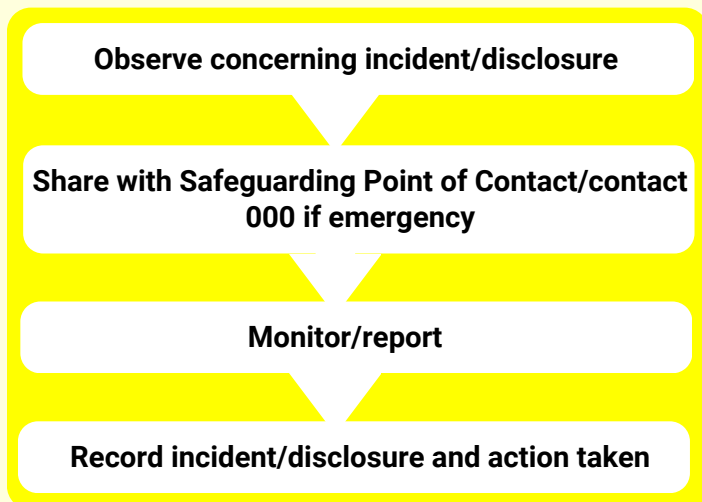 Observe concerning incident/disclosure
Share with Safeguarding Point of Contact/contact
000 if emergency
Monitor/report
Record incident/disclosure and action taken